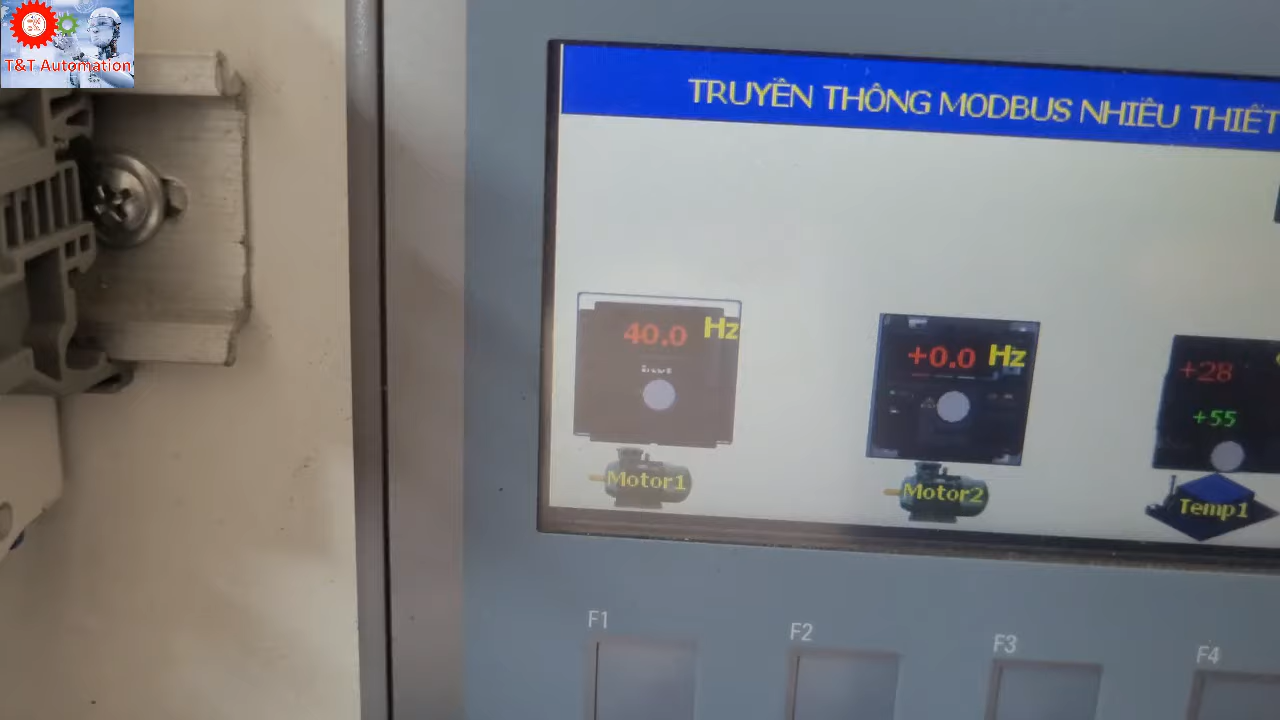 T&T Automation
TRUYỀN THÔNG MODBUS NHIỀU THIẾT
40.0 Hz
+0.0 Hz
+28
+55
Motor1
Motor2
Temp1
F1
F2
F3
F4